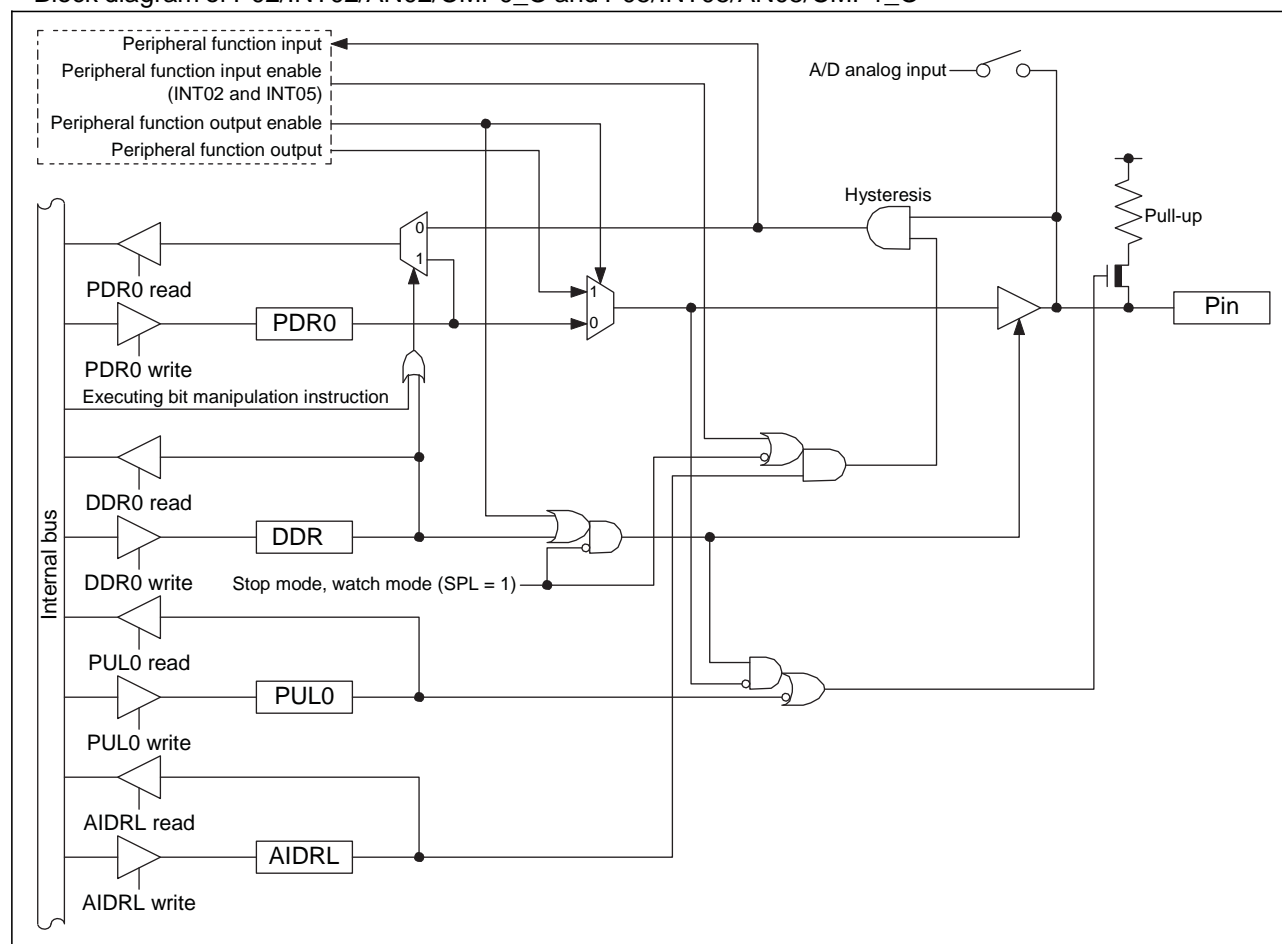 Peripheral function input
Peripheral function input enable
(INT02 and INT05)
Peripheral function output enable
Peripheral function output
A/D analog input
Hysteresis
Pull-up
0
1
PDR0 read
1
0
PDR0
Pin
PDR0 write
Executing bit manipulation instruction
DDR0 read
DDR
DDR0 write
Stop mode, watch mode (SPL = 1)
Internal bus
PUL0 read
PUL0
PUL0 write
AIDRL read
AIDRL
AIDRL write